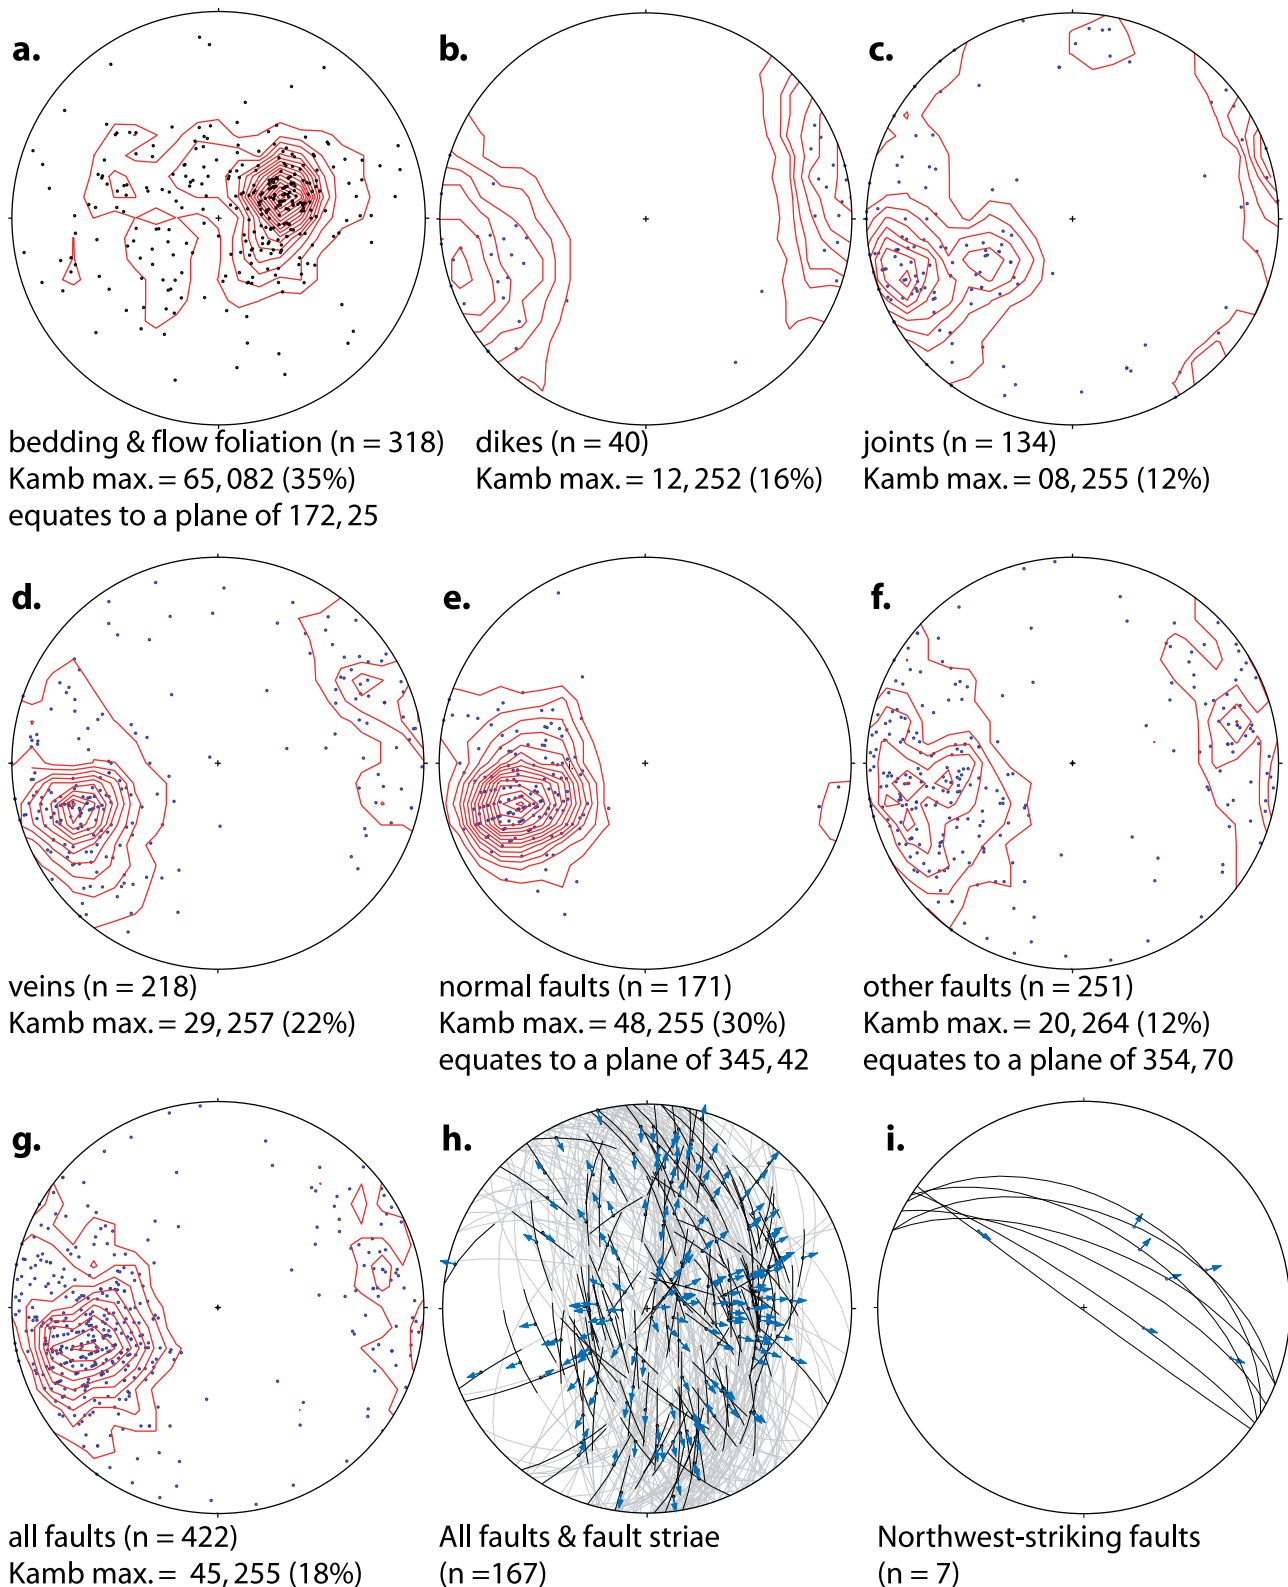 a.
b.
c.
bedding & flow foliation (n = 318)
Kamb max. = 65, 082 (35%)
equates to a plane of 172, 25
dikes (n = 40)
Kamb max. = 12, 252 (16%)
joints (n = 134)
Kamb max. = 08, 255 (12%)
d.
e.
f.
veins (n = 218)
Kamb max. = 29, 257 (22%)
normal faults (n = 171)
Kamb max. = 48, 255 (30%)
equates to a plane of 345, 42
other faults (n = 251)
Kamb max. = 20, 264 (12%)
equates to a plane of 354, 70
g.
h.
i.
all faults (n = 422)
Kamb max. = 45, 255 (18%)
All faults & fault striae
(n =167)
Northwest-striking faults
(n = 7)